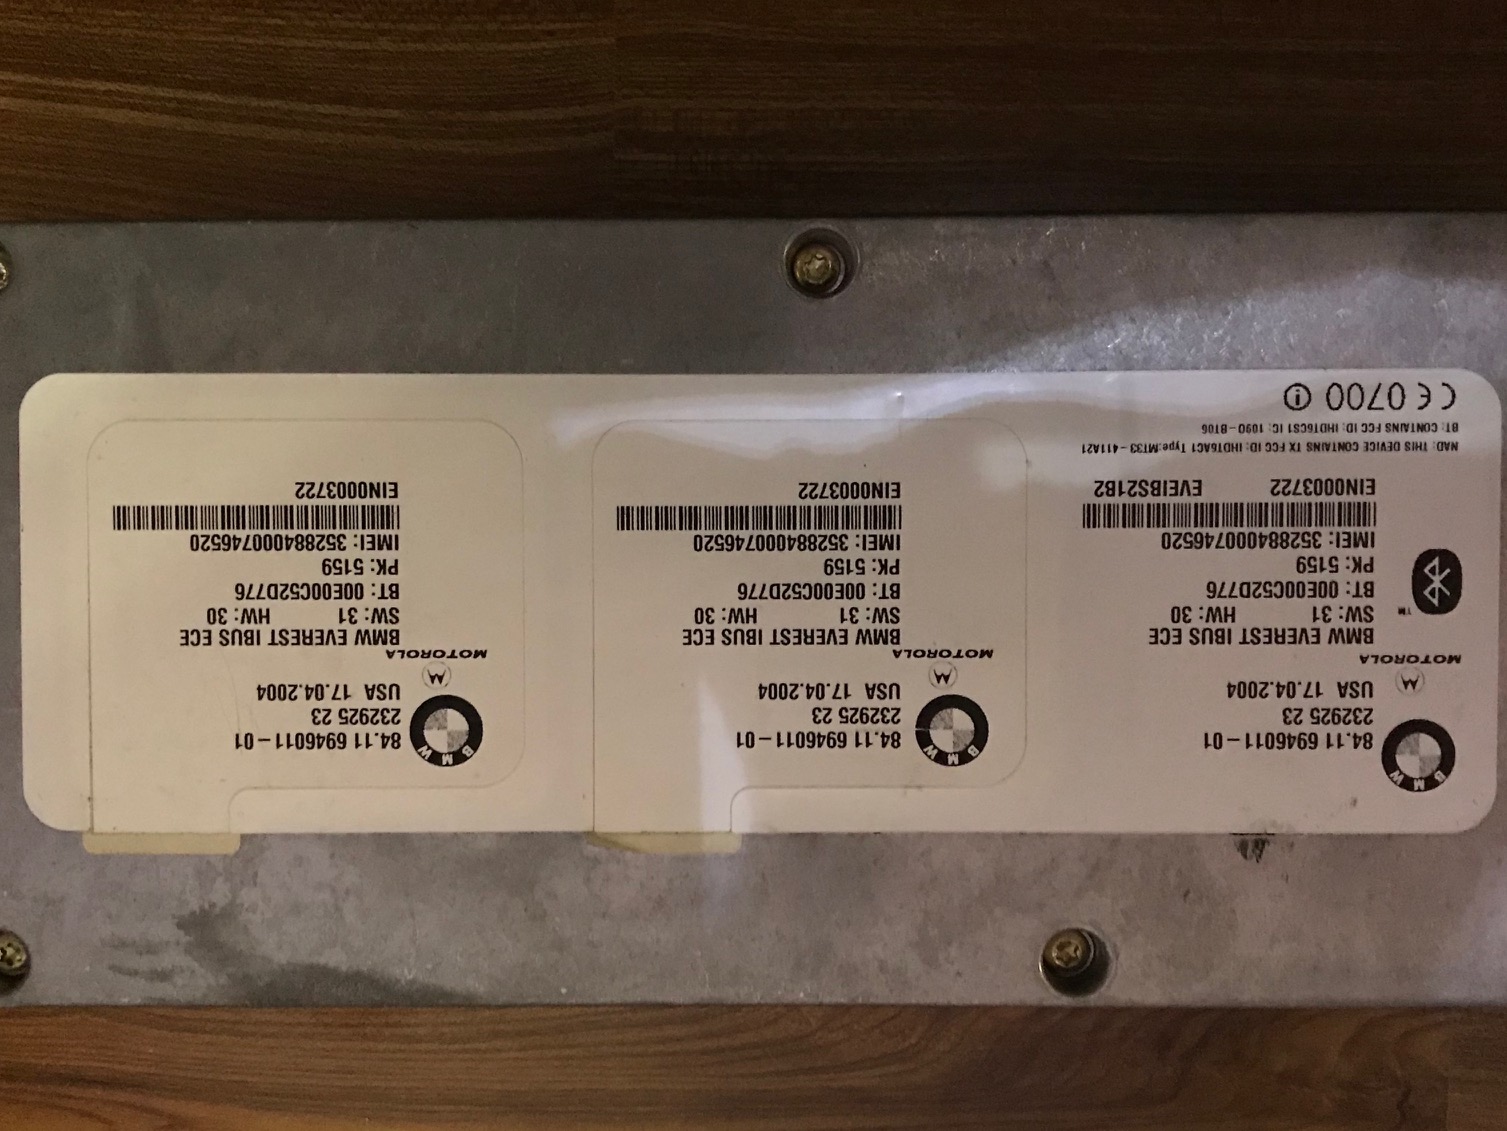 BMW
84.11 6946011-01
232925 23
USA 17.04.2004
MOTOROLA
BMW EVEREST IBUS ECE
SW: 31 HW: 30
BT: 00E00C52D776
PK: 5159
IMEI: 352884000746520
EIN0003722 EVEIBS21B2
NAD: THIS DEVICE CONTAINS TX FCC ID: IHDT6AC1 Type:MT33-411A21
BT: CONTAINS FCC ID: IHDT6CS1 IC: 1090-BT06
CE 0700
BMW
84.11 6946011-01
232925 23
USA 17.04.2004
MOTOROLA
BMW EVEREST IBUS ECE
SW: 31 HW: 30
BT: 00E00C52D776
PK: 5159
IMEI: 352884000746520
EIN0003722
BMW
84.11 6946011-01
232925 23
USA 17.04.2004
MOTOROLA
BMW EVEREST IBUS ECE
SW: 31 HW: 30
BT: 00E00C52D776
PK: 5159
IMEI: 352884000746520
EIN0003722